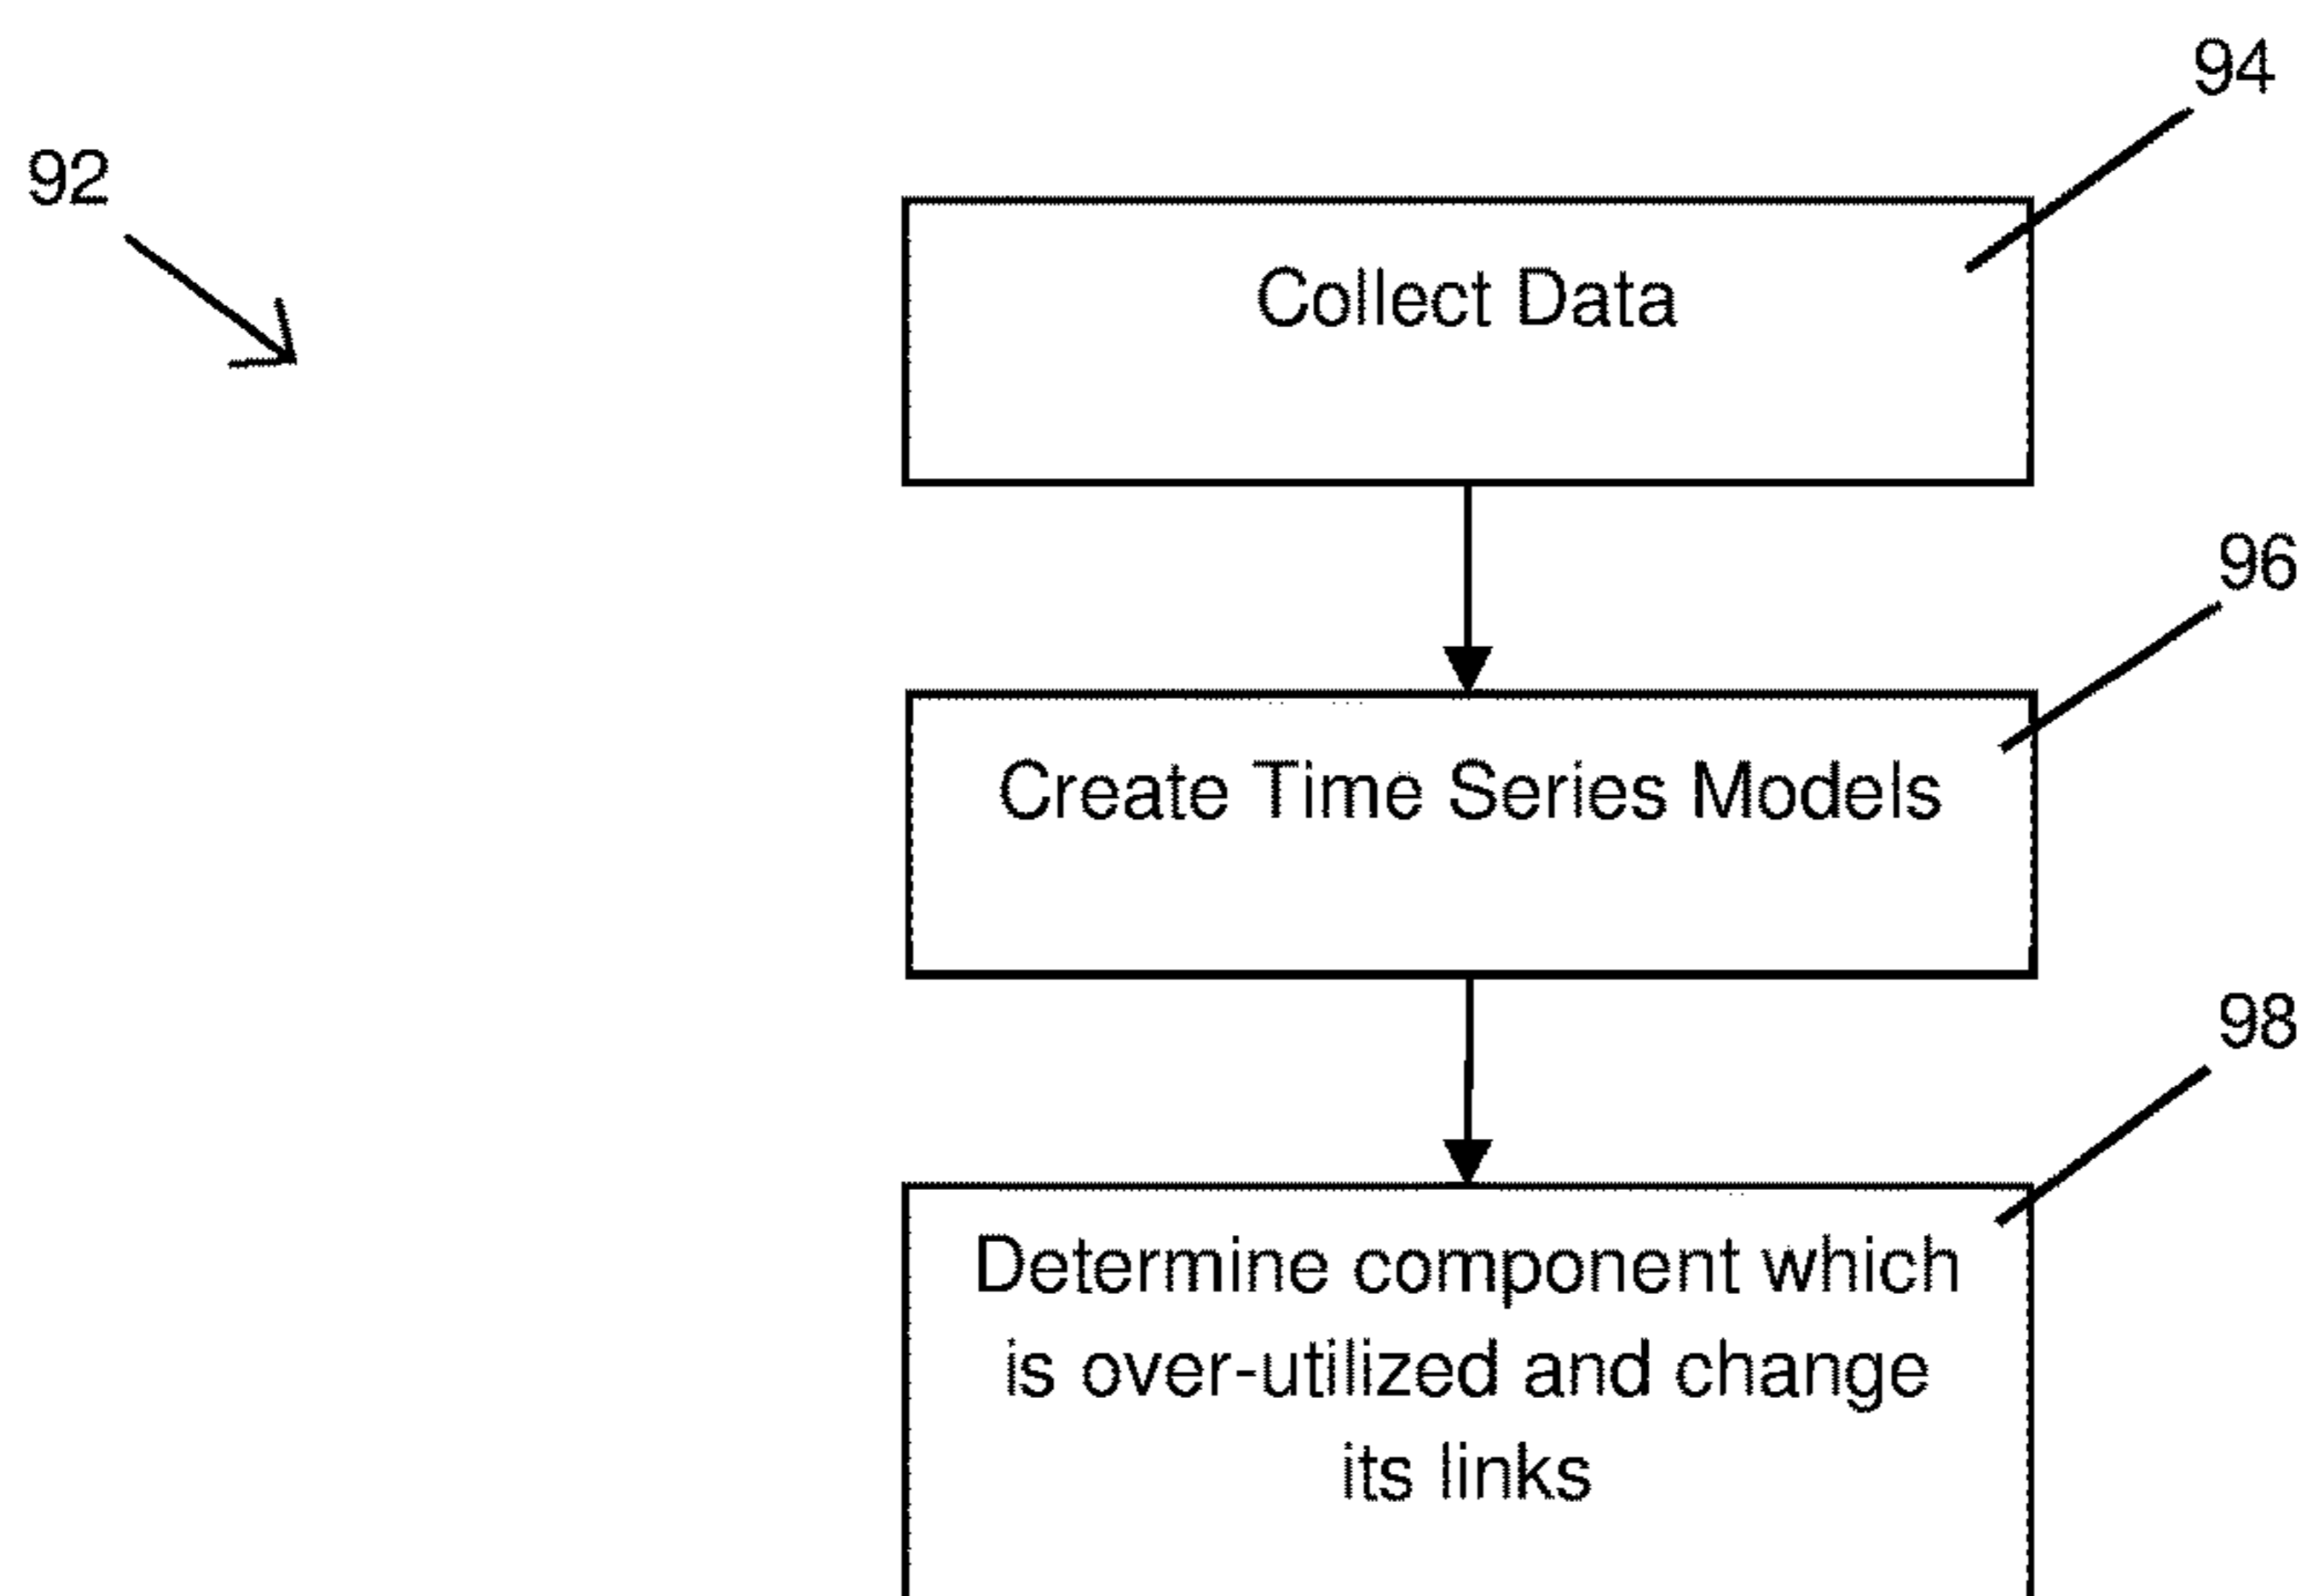 94
92
Collect Data
96
Create Time Series Models
98
Determine component which
is over-utilized and change
its links